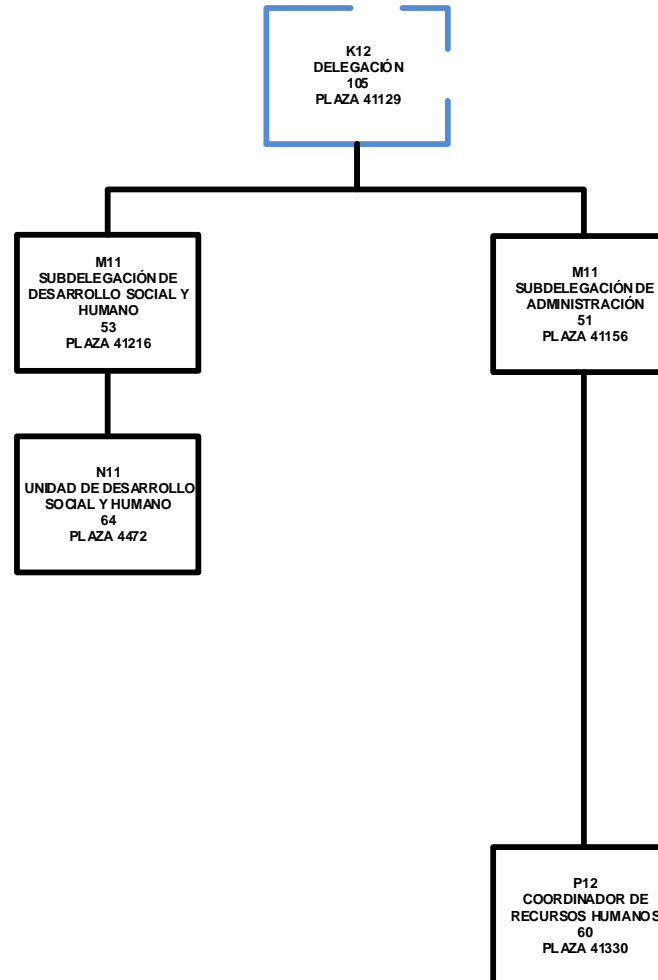 K12
DELEGACIÓN
105
PLAZA 41129
M11
SUBDELEGACIÓN DE
DESARROLLO SOCIAL Y
HUMANO
53
PLAZA 41216
M11
SUBDELEGACIÓN DE
ADMINISTRACIÓN
51
PLAZA 41156
N11
UNIDAD DE DESARROLLO
SOCIAL Y HUMANO
64
PLAZA 4472
P12
COORDINADOR DE
RECURSOS HUMANOS
60
PLAZA 41330